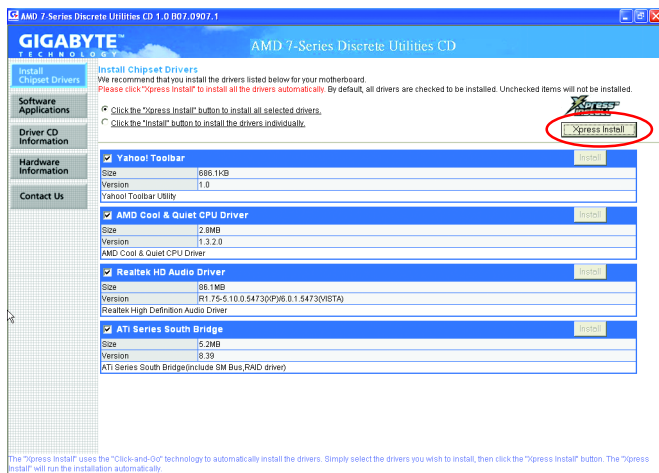 AMD 7-Series Discrete Utilities CD 1.0 B07.0907.1
GIGABYTE™
TECHNOLOGY
AMD 7-Series Discrete Utilities CD
Install
Chipset Drivers
Software
Applications
Driver CD
Information
Hardware
Information
Contact Us
Install Chipset Drivers
We recommend that you install the drivers listed below for your motherboard.
Please click "Xpress Install" to install all the drivers automatically. By default, all drivers are checked to be installed. Unchecked items will not be installed.
Click the "Xpress Install" button to install all selected drivers.
Click the "Install" button to install the drivers individually.
Xpress
Install
Xpress Install
Yahoo! Toolbar Install
Size 686.1KB
Version 1.0
Yahoo! Toolbar Utility
AMD Cool & Quiet CPU Driver Install
Size 2.8MB
Version 1.3.2.0
AMD Cool & Quiet CPU Driver
Realtek HD Audio Driver Install
Size 86.1MB
Version R1.75-5.10.0.5473(XP)/6.0.1.5473(VISTA)
Realtek High Definition Audio Driver
ATi Series South Bridge Install
Size 5.2MB
Version 8.39
ATi Series South Bridge(include SM Bus,RAID driver)
The "Xpress Install" uses the "Click-and-Go" technology to automatically install the drivers. Simply select the drivers you wish to install, then click the "Xpress Install" button. The "Xpress
Install" will run the installation automatically.